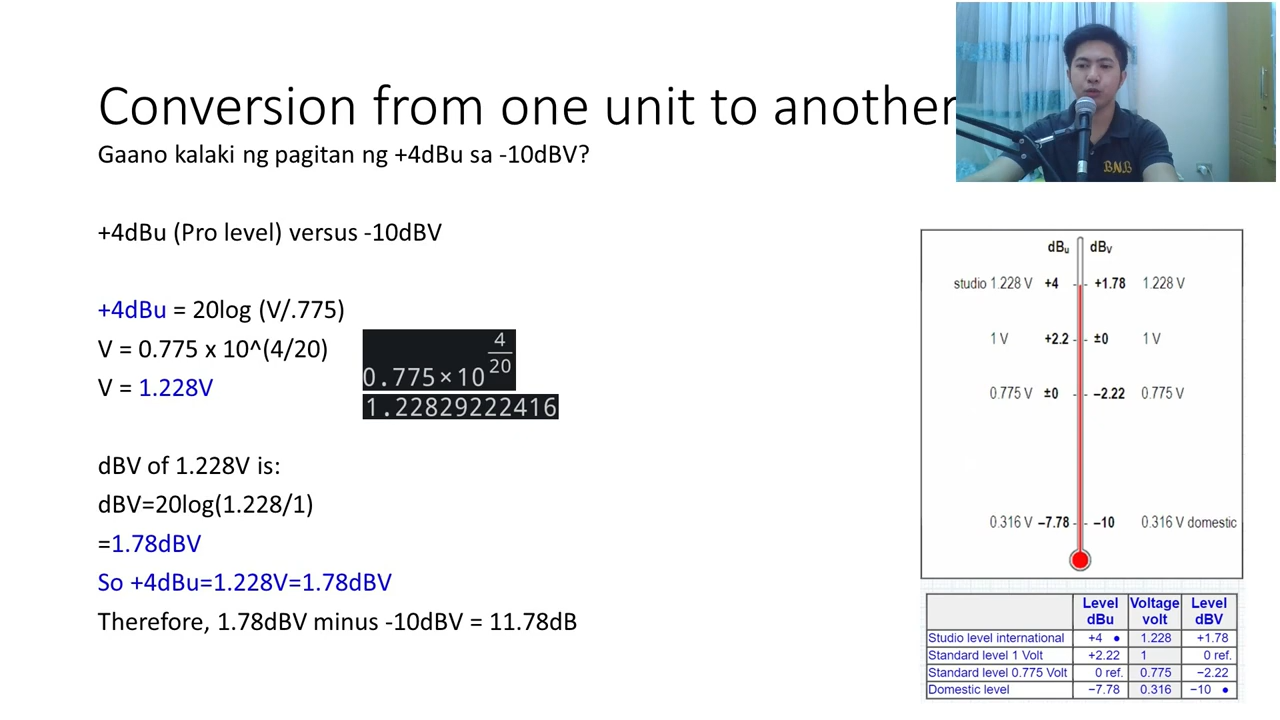 Conversion from one unit to another
Gaano kalaki ng pagitan ng +4dBu sa -10dBV?
+4dBu (Pro level) versus -10dBV
+4dBu = 20log (V/.775)
V = 0.775 x 10^(4/20)
V = 1.228V
0.775×10 4/20
1.22829222416
dBV of 1.228V is:
dBV=20log(1.228/1)
=1.78dBV
So +4dBu=1.228V=1.78dBV
Therefore, 1.78dBV minus -10dBV = 11.78dB
B.N.B
dBu dBV
studio 1.228 V +4 +1.78 1.228 V
1 V +2.2 ±0 1 V
0.775 V ±0 −2.22 0.775 V
0.316 V −7.78 −10 0.316 V domestic
Level dBu Voltage volt Level dBV
Studio level international +4 ● 1.228 +1.78
Standard level 1 Volt +2.22 1 0 ref.
Standard level 0.775 Volt 0 ref. 0.775 −2.22
Domestic level −7.78 0.316 −10 ●